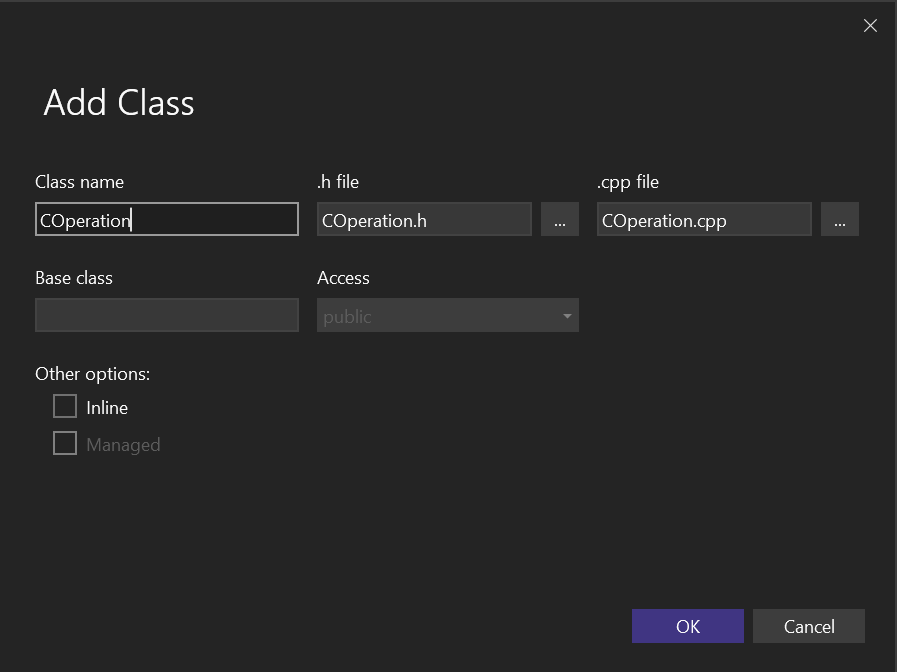 Add Class
Class name .h file .cpp file
COperation COperation.h ... COperation.cpp ...
Base class Access
public
Other options:
Inline
Managed
OK Cancel